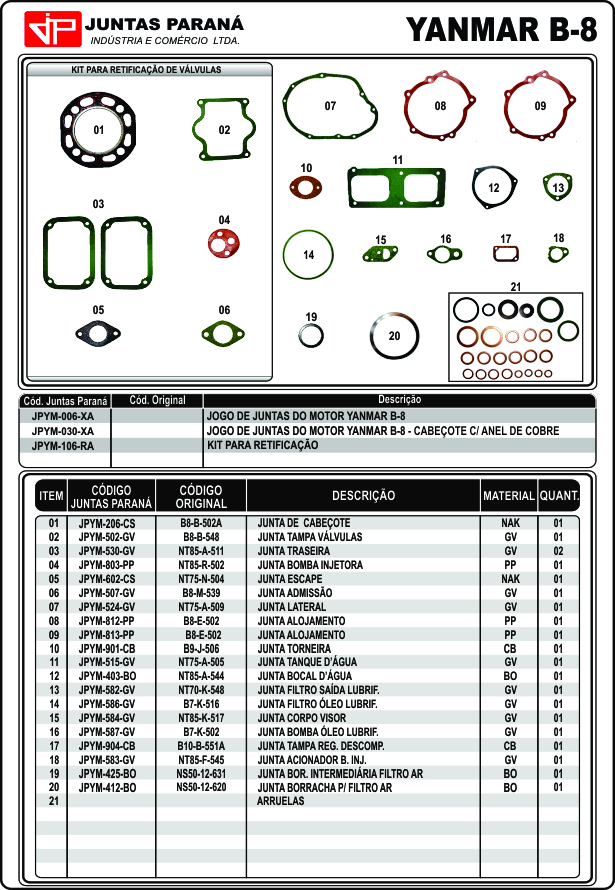 JP JUNTAS PARANÁ
INDÚSTRIA E COMÉRCIO LTDA.
YANMAR B-8
KIT PARA RETIFICAÇÃO DE VÁLVULAS
01
02
03
04
05
06
07
08
09
10
11
12
13
14
15
16
17
18
19
20
21
Cód. Juntas Paraná Cód. Original Descrição
JPYM-006-XA JOGO DE JUNTAS DO MOTOR YANMAR B-8
JPYM-030-XA JOGO DE JUNTAS DO MOTOR YANMAR B-8 - CABEÇOTE C/ ANEL DE COBRE
JPYM-106-RA KIT PARA RETIFICAÇÃO
ITEM CÓDIGO JUNTAS PARANÁ CÓDIGO ORIGINAL DESCRIÇÃO MATERIAL QUANT.
01 JPYM-206-CS B8-B-502A JUNTA DE CABEÇOTE NAK 01
02 JPYM-502-GV B8-B-548 JUNTA TAMPA VÁLVULAS GV 01
03 JPYM-530-GV NT85-A-511 JUNTA TRASEIRA GV 02
04 JPYM-803-PP NT85-R-502 JUNTA BOMBA INJETORA PP 01
05 JPYM-602-CS NT75-N-504 JUNTA ESCAPE NAK 01
06 JPYM-507-GV B8-M-539 JUNTA ADMISSÃO GV 01
07 JPYM-524-GV NT75-A-509 JUNTA LATERAL GV 01
08 JPYM-812-PP B8-E-502 JUNTA ALOJAMENTO PP 01
09 JPYM-813-PP B8-E-502 JUNTA ALOJAMENTO PP 01
10 JPYM-901-CB B9-J-506 JUNTA TORNEIRA CB 01
11 JPYM-515-GV NT75-A-505 JUNTA TANQUE D'ÁGUA GV 01
12 JPYM-403-BO NT85-A-544 JUNTA BOCAL D'ÁGUA BO 01
13 JPYM-582-GV NT70-K-548 JUNTA FILTRO SAÍDA LUBRIF. GV 01
14 JPYM-586-GV B7-K-516 JUNTA FILTRO ÓLEO LUBRIF. GV 01
15 JPYM-584-GV NT85-K-517 JUNTA CORPO VISOR GV 01
16 JPYM-587-GV B7-K-502 JUNTA BOMBA ÓLEO LUBRIF. GV 01
17 JPYM-904-CB B10-B-551A JUNTA TAMPA REG. DESCOMP. CB 01
18 JPYM-583-GV NT85-F-545 JUNTA ACIONADOR B. INJ. GV 01
19 JPYM-425-BO NS50-12-631 JUNTA BOR. INTERMEDIÁRIA FILTRO AR BO 01
20 JPYM-412-BO NS50-12-620 JUNTA BORRACHA P/ FILTRO AR BO 01
21 ARRUELAS